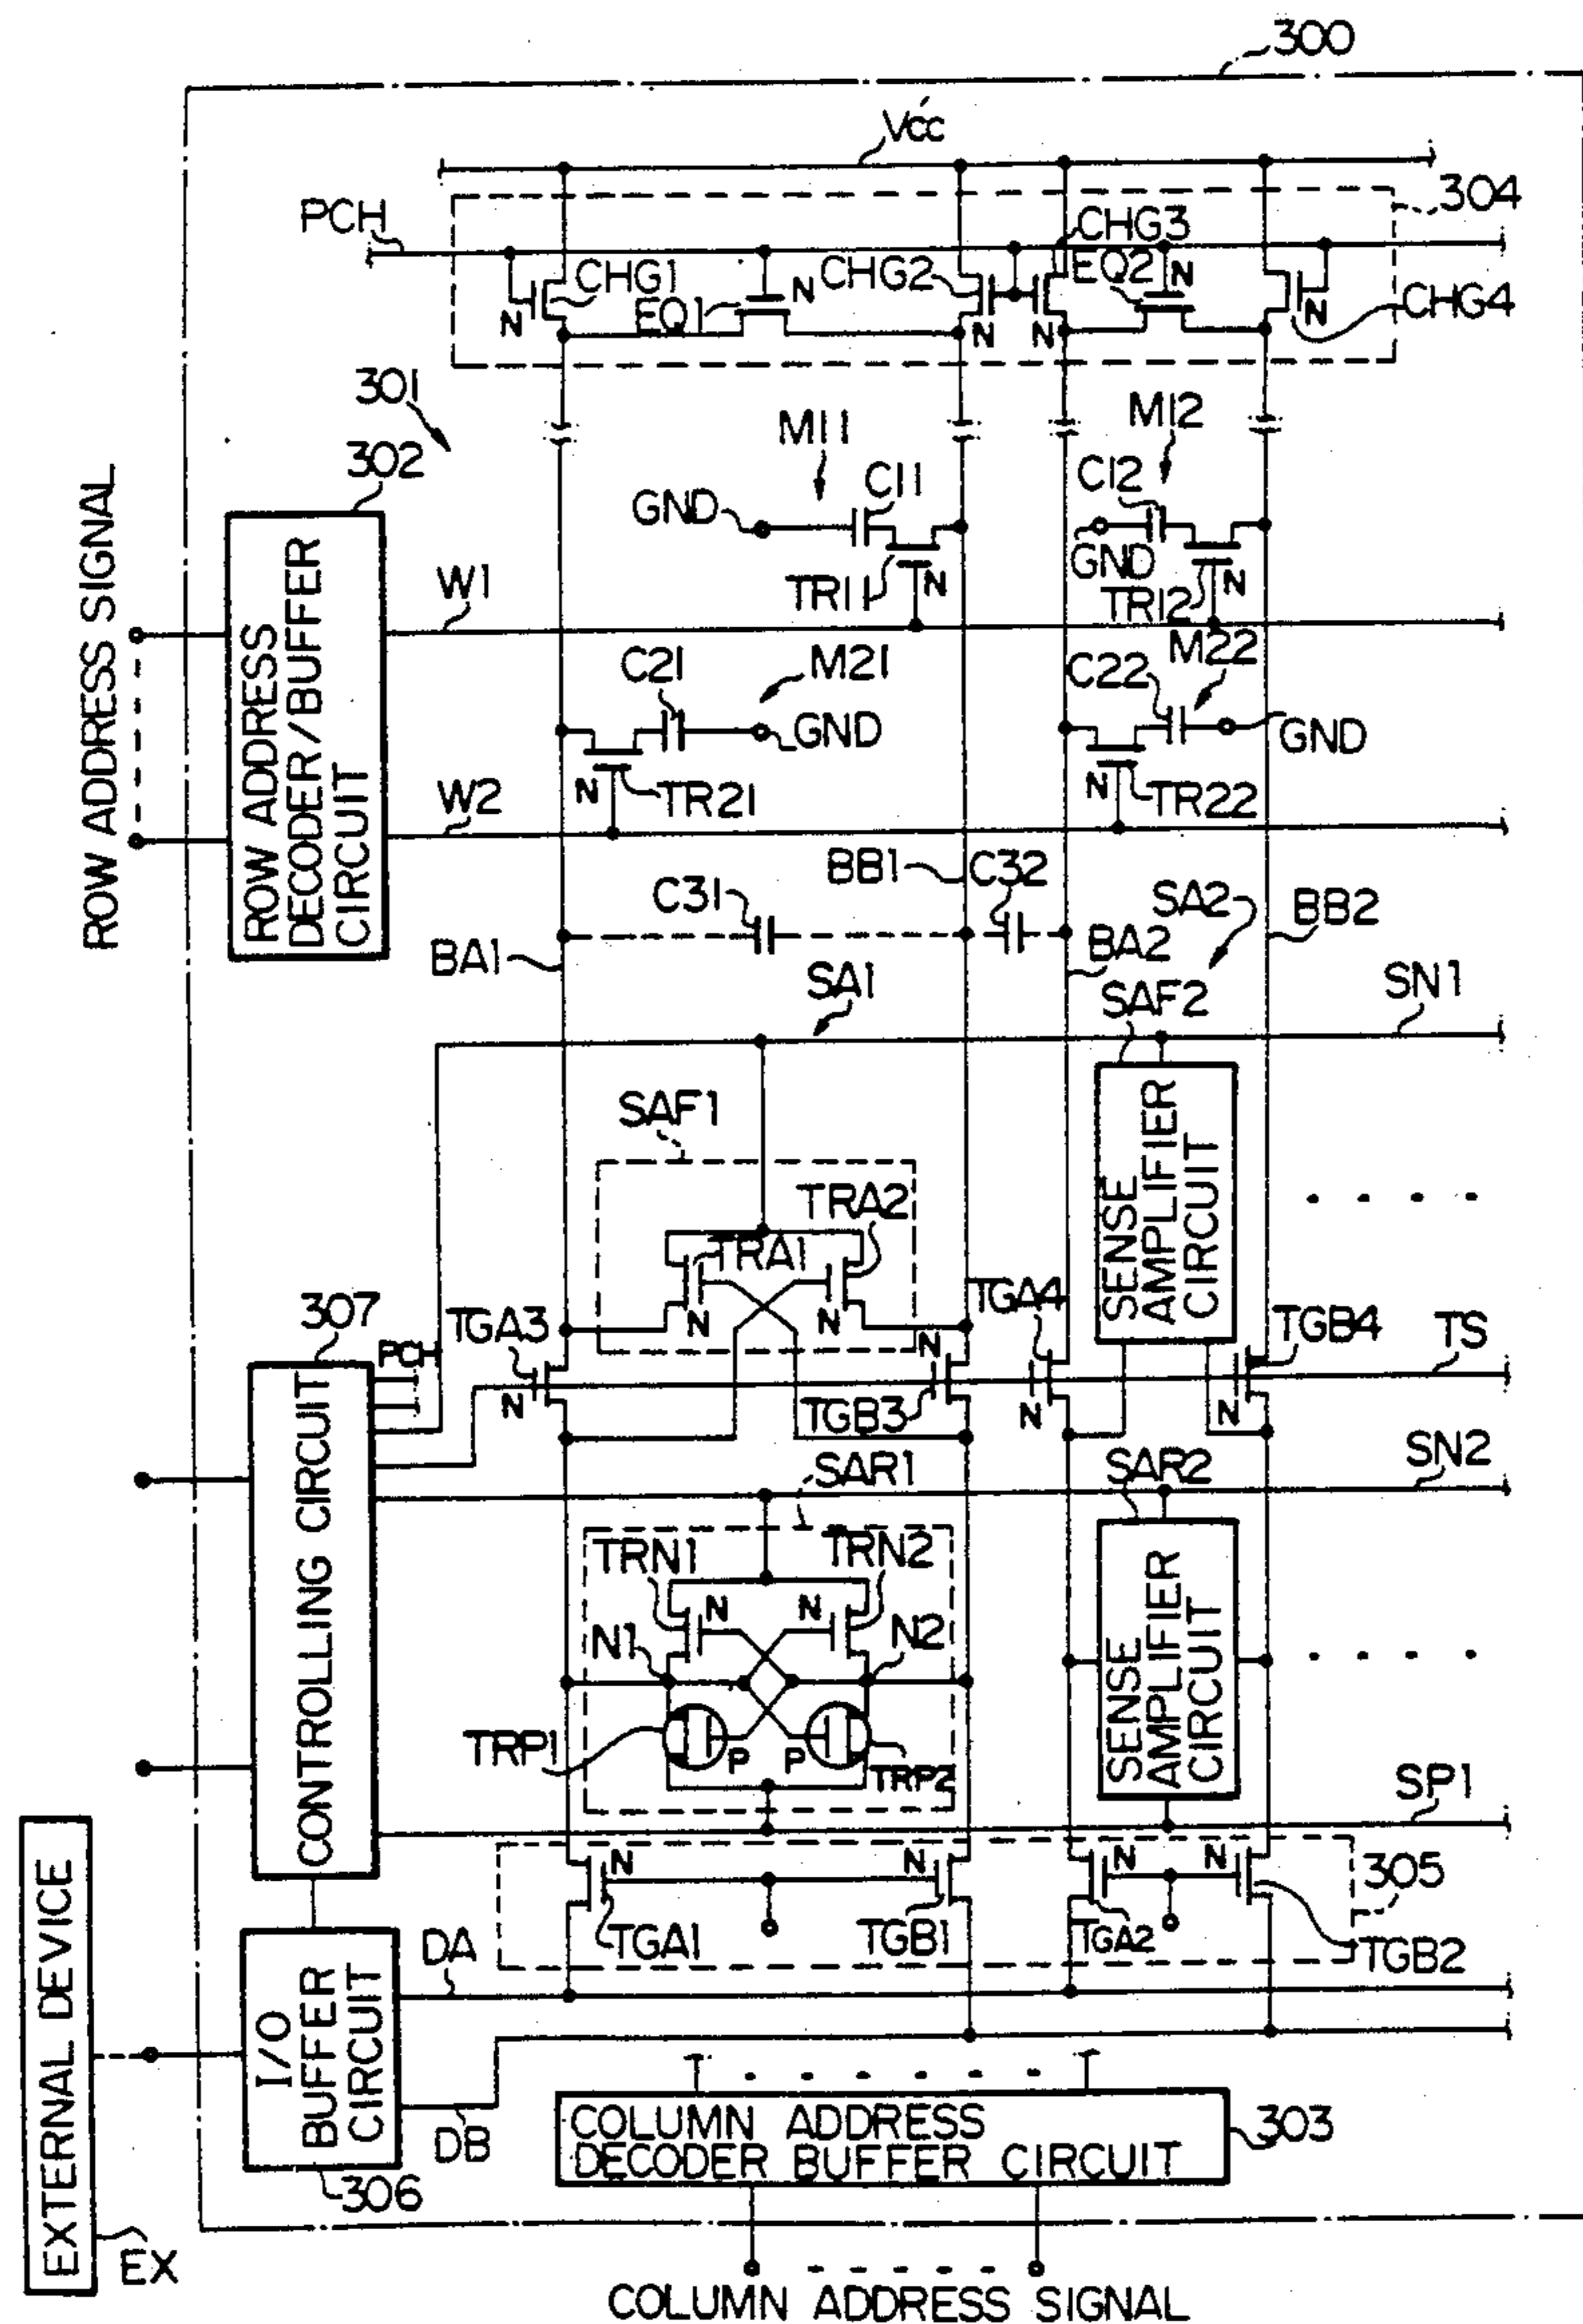 300
Vcc'
304
PCH
CHG3
CHG1
EQ1
N
CHG2
EQ2
N
N
CHG4
N
N
N
301
M11
M12
302
C11
C12
GND
GND
ROW ADDRESS SIGNAL
ROW ADDRESS
DECODER/BUFFER
CIRCUIT
W1
TR11
N
TR12
N
M22
C21
M21
C22
GND
GND
W2
N
TR21
N
TR22
BB1
C32
C31
SA2
BB2
BA1
BA2
SA1
SAF2
SN1
SAF1
SENSE
AMPLIFIER
CIRCUIT
TRA2
TRA1
N
N
307
TGA3
TGA4
TGB4
TS
PCH
N
N
TGB3
N
N
CONTROLLING CIRCUIT
SAR1
SAR2
SN2
TRN1
TRN2
N
N
N1
N2
SENSE
AMPLIFIER
CIRCUIT
TRP1
P
P
TRP2
SP1
N
N
N
N
305
TGA1
TGB1
TGA2
TGB2
EXTERNAL DEVICE
EX
I/O
BUFFER
CIRCUIT
DA
DB
306
COLUMN ADDRESS
DECODER BUFFER CIRCUIT
303
COLUMN ADDRESS SIGNAL